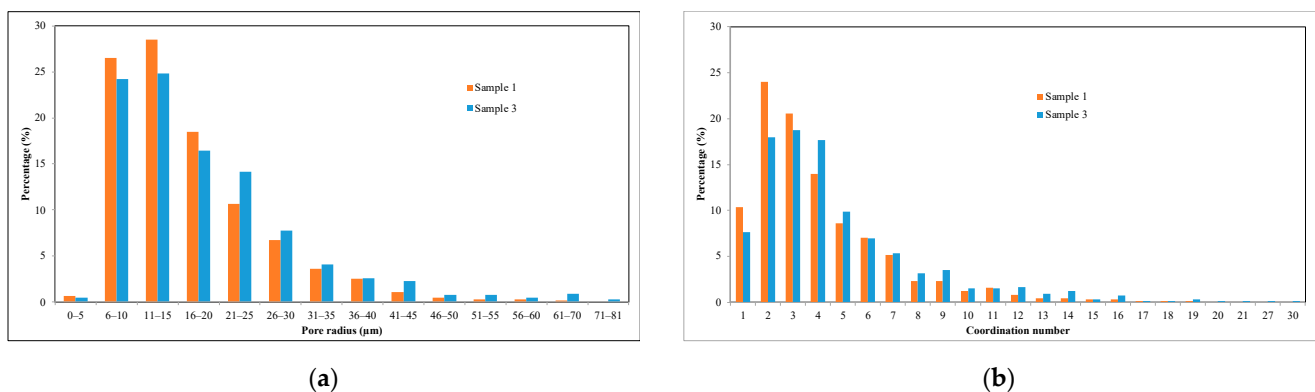 30
25
20
15
10
5
0
Percentage (%)
Sample 1
Sample 3
0–5 6–10 11–15 16–20 21–25 26–30 31–35 36–40 41–45 46–50 51–55 56–60 61–70 71–81
Pore radius (µm)
(a)
30
25
20
15
10
5
0
Percentage (%)
Sample 1
Sample 3
1 2 3 4 5 6 7 8 9 10 11 12 13 14 15 16 17 18 19 20 21 27 30
Coordination number
(b)